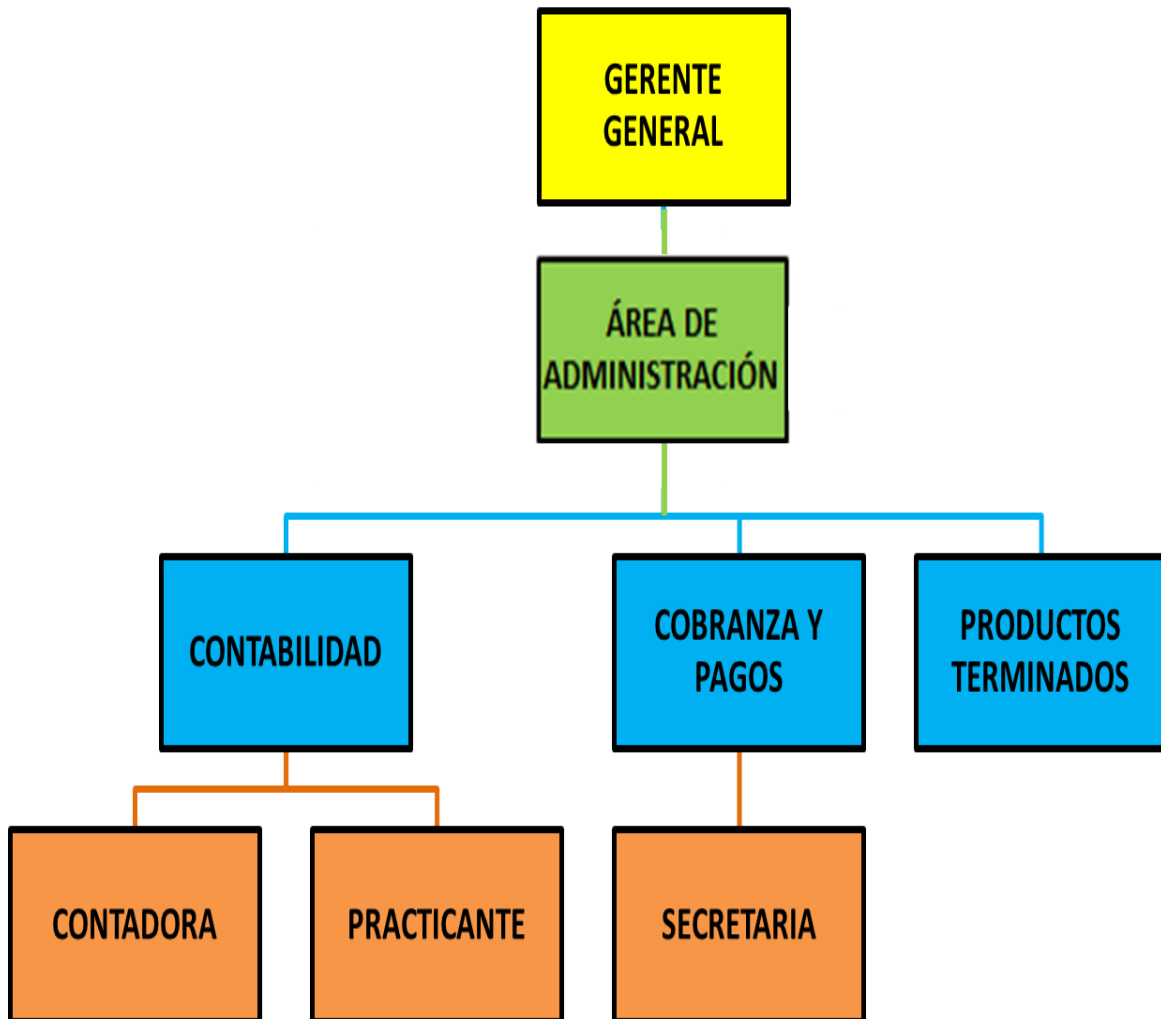 GERENTE
GENERAL
ÁREA DE
ADMINISTRACIÓN
CONTABILIDAD
COBRANZA Y
PAGOS
PRODUCTOS
TERMINADOS
CONTADORA
PRACTICANTE
SECRETARIA